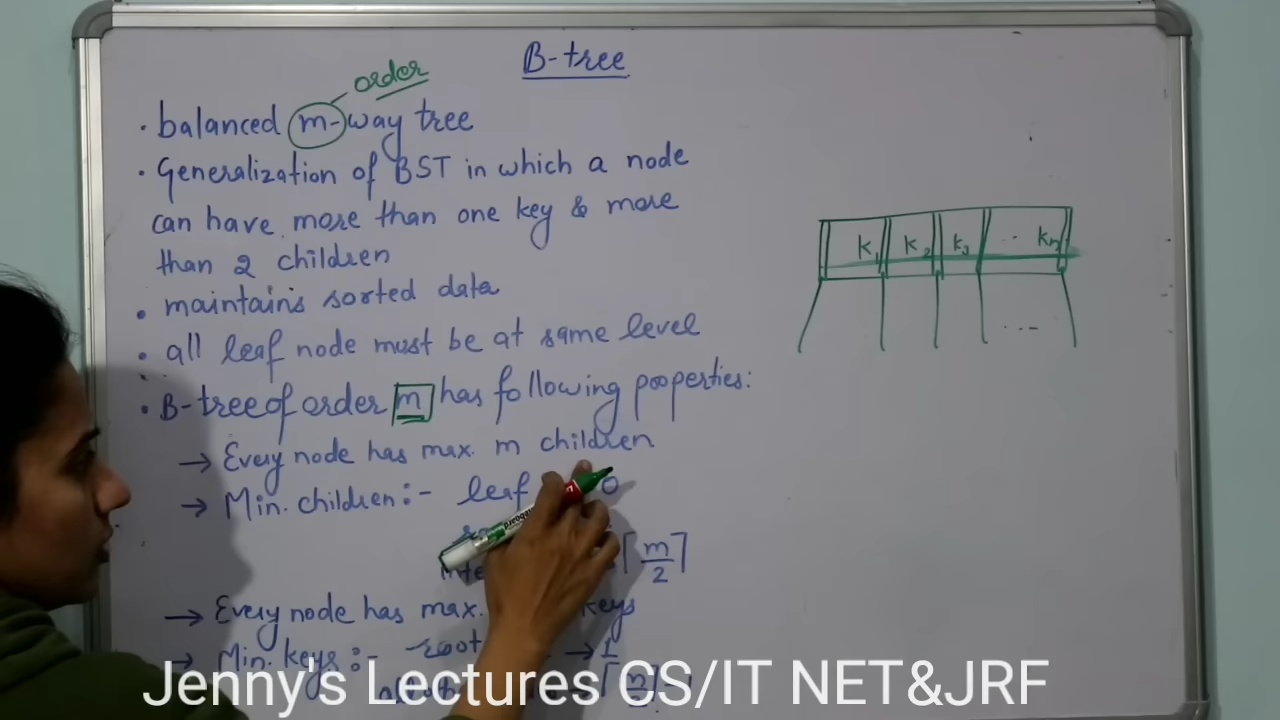 B-tree
order
• balanced m-way tree
• Generalization of BST in which a node
can have more than one key & more
than 2 children
• maintains sorted data
• all leaf node must be at same level
• B-tree of order m has following properties:
→ Every node has max. m children
→ Min. children :- leaf 0
⌈m/2⌉
→ Every node has max. keys
→ Min. keys :- root → 1
K1 K2 K3 ..
...
Jenny's Lectures CS/IT NET&JRF